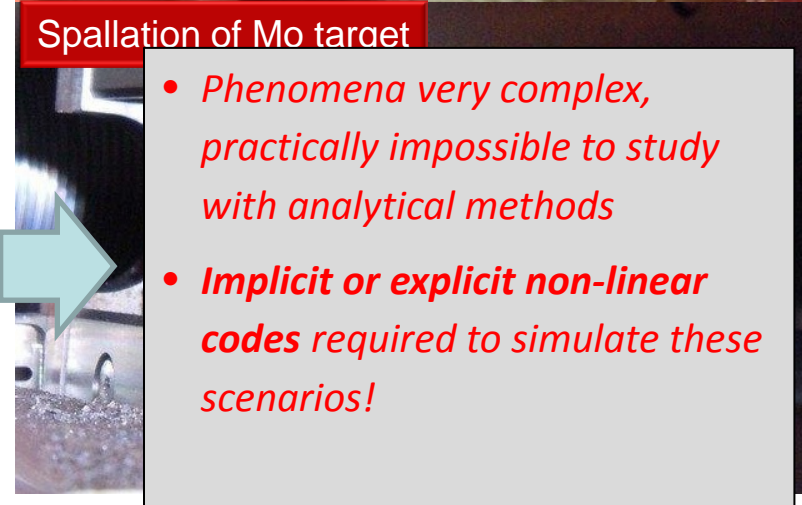 Spallation of Mo target
• Phenomena very complex,
practically impossible to study
with analytical methods
• Implicit or explicit non-linear
codes required to simulate these
scenarios!